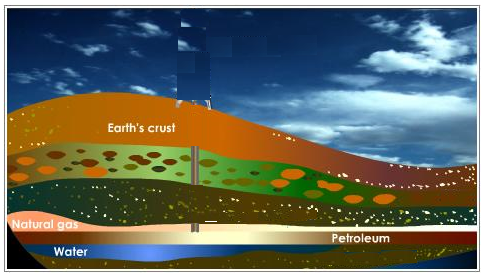 Earth's crust
Natural gas
Petroleum
Water